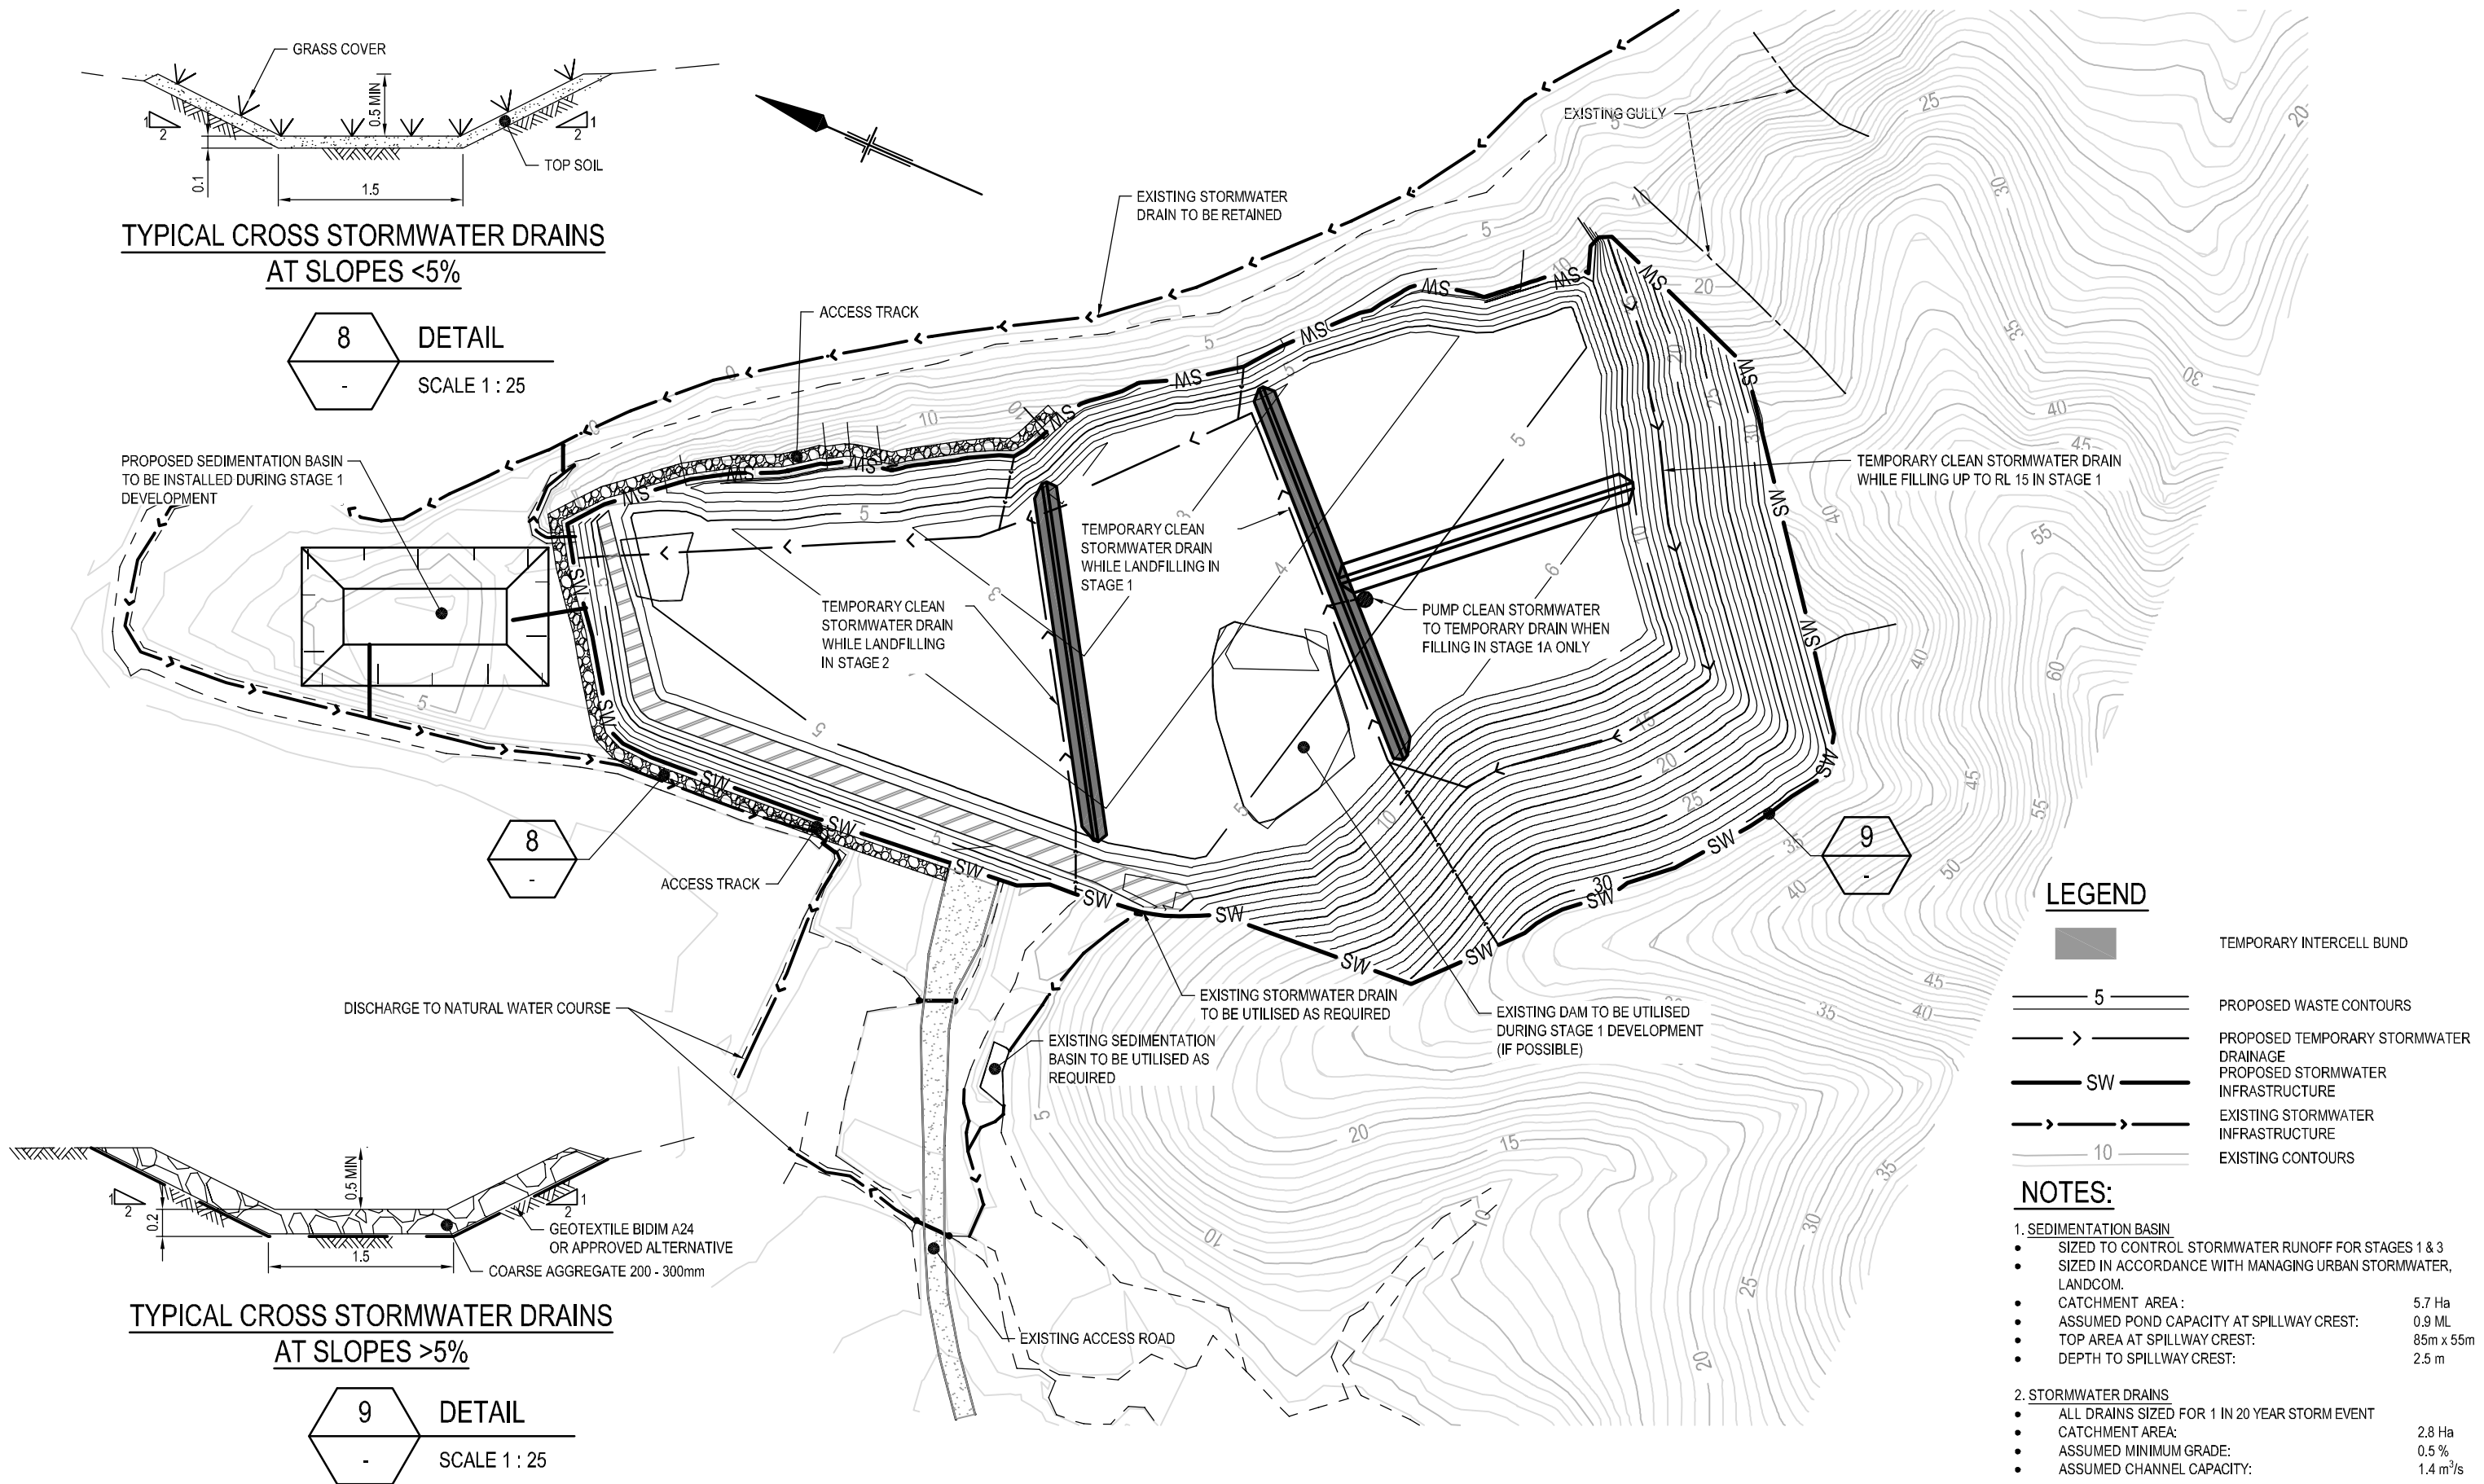 GRASS COVER
0.5 MIN
1
2
1
2
TOP SOIL
0.1
1.5
TYPICAL CROSS STORMWATER DRAINS
AT SLOPES <5%
8
-
DETAIL
SCALE 1 : 25
EXISTING GULLY
EXISTING STORMWATER
DRAIN TO BE RETAINED
ACCESS TRACK
PROPOSED SEDIMENTATION BASIN
TO BE INSTALLED DURING STAGE 1
DEVELOPMENT
TEMPORARY CLEAN STORMWATER DRAIN
WHILE FILLING UP TO RL 15 IN STAGE 1
TEMPORARY CLEAN
STORMWATER DRAIN
WHILE LANDFILLING IN
STAGE 1
TEMPORARY CLEAN
STORMWATER DRAIN
WHILE LANDFILLING
IN STAGE 2
PUMP CLEAN STORMWATER
TO TEMPORARY DRAIN WHEN
FILLING IN STAGE 1A ONLY
8
-
ACCESS TRACK
9
-
DISCHARGE TO NATURAL WATER COURSE
EXISTING STORMWATER DRAIN
TO BE UTILISED AS REQUIRED
EXISTING DAM TO BE UTILISED
DURING STAGE 1 DEVELOPMENT
(IF POSSIBLE)
EXISTING SEDIMENTATION
BASIN TO BE UTILISED AS
REQUIRED
EXISTING ACCESS ROAD
0.5 MIN
1
2
1
2
0.2
1.5
GEOTEXTILE BIDIM A24
OR APPROVED ALTERNATIVE
COARSE AGGREGATE 200 - 300mm
TYPICAL CROSS STORMWATER DRAINS
AT SLOPES >5%
9
-
DETAIL
SCALE 1 : 25
LEGEND
TEMPORARY INTERCELL BUND
5
PROPOSED WASTE CONTOURS
PROPOSED TEMPORARY STORMWATER
DRAINAGE
SW
PROPOSED STORMWATER
INFRASTRUCTURE
EXISTING STORMWATER
INFRASTRUCTURE
10
EXISTING CONTOURS
NOTES:
1. SEDIMENTATION BASIN
• SIZED TO CONTROL STORMWATER RUNOFF FOR STAGES 1 & 3
• SIZED IN ACCORDANCE WITH MANAGING URBAN STORMWATER,
LANDCOM.
• CATCHMENT AREA : 5.7 Ha
• ASSUMED POND CAPACITY AT SPILLWAY CREST: 0.9 ML
• TOP AREA AT SPILLWAY CREST: 85m x 55m
• DEPTH TO SPILLWAY CREST: 2.5 m
2. STORMWATER DRAINS
• ALL DRAINS SIZED FOR 1 IN 20 YEAR STORM EVENT
• CATCHMENT AREA: 2.8 Ha
• ASSUMED MINIMUM GRADE: 0.5 %
• ASSUMED CHANNEL CAPACITY: 1.4 m³/s